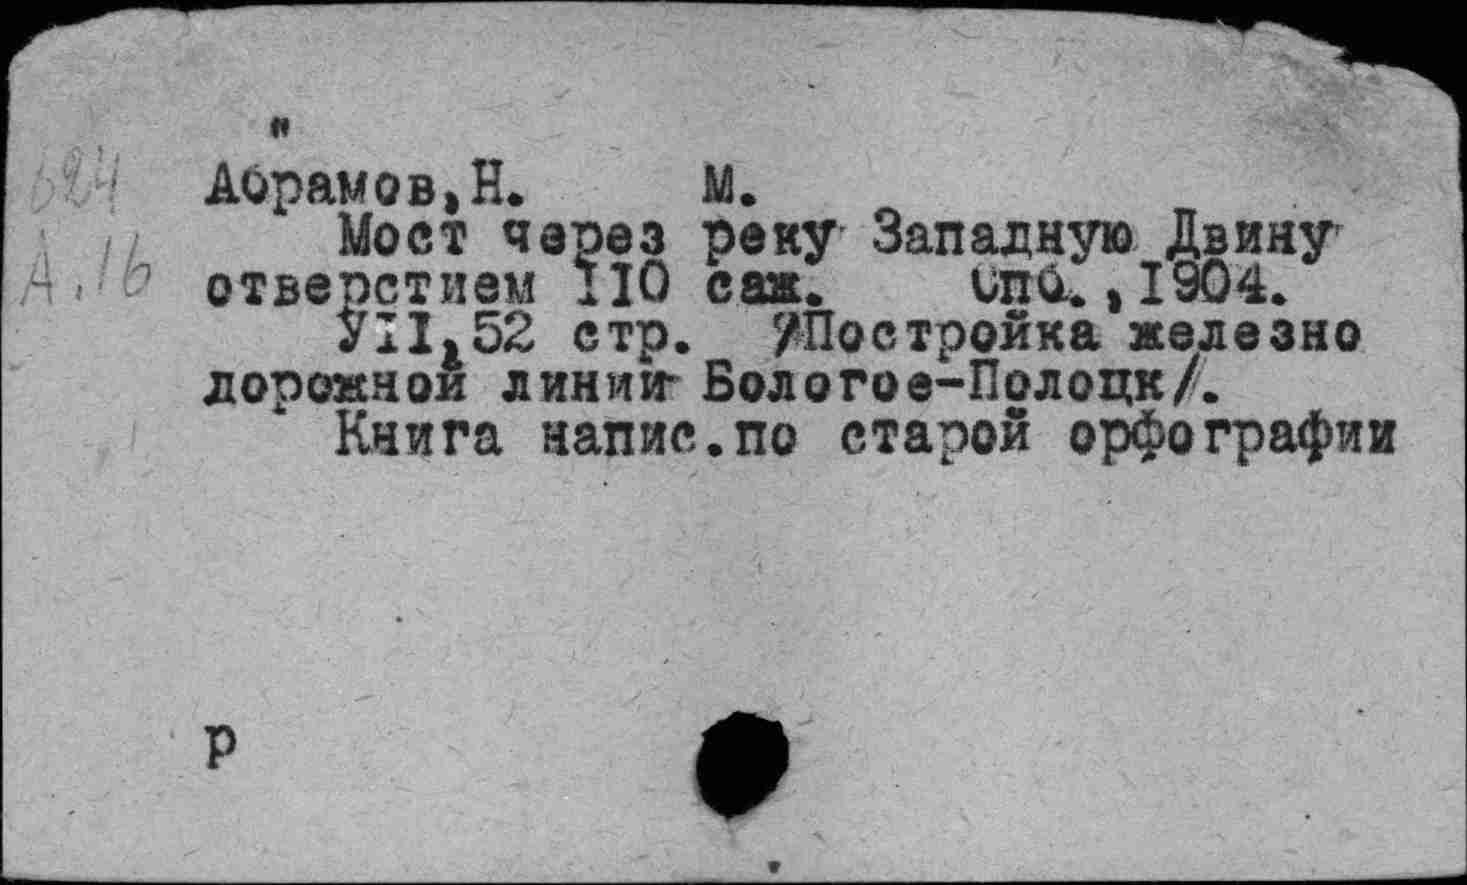 "
624 Абрамов,Н. М.
Мост через реку Западную Двину
А.16 отверстием 110 саж. Спб.,1904.
УII,52 стр. /Постройка железно
дорожной линии Бологое-Полоцк/.
Книга напис.по старой орфографии
р